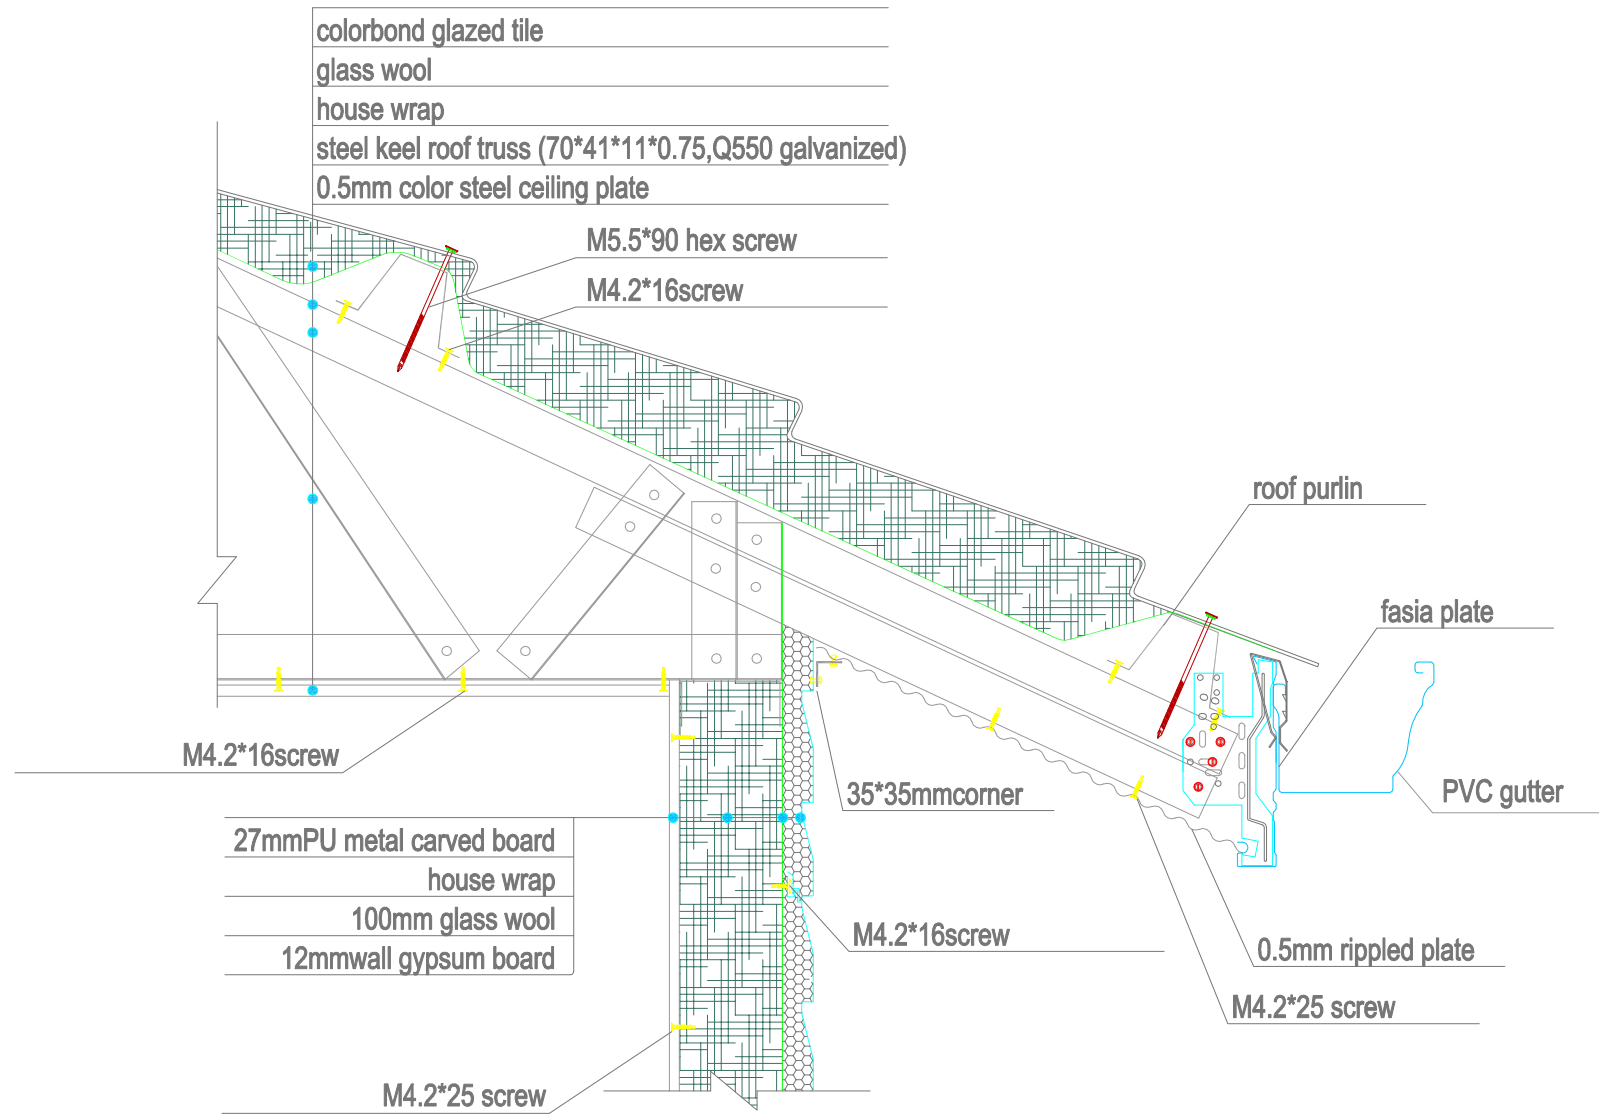 colorbond glazed tile
glass wool
house wrap
steel keel roof truss (70*41*11*0.75,Q550 galvanized)
0.5mm color steel ceiling plate
M5.5*90 hex screw
M4.2*16screw
roof purlin
fasia plate
M4.2*16screw
35*35mmcorner
PVC gutter
27mmPU metal carved board
house wrap
100mm glass wool
12mmwall gypsum board
M4.2*16screw
0.5mm rippled plate
M4.2*25 screw
M4.2*25 screw